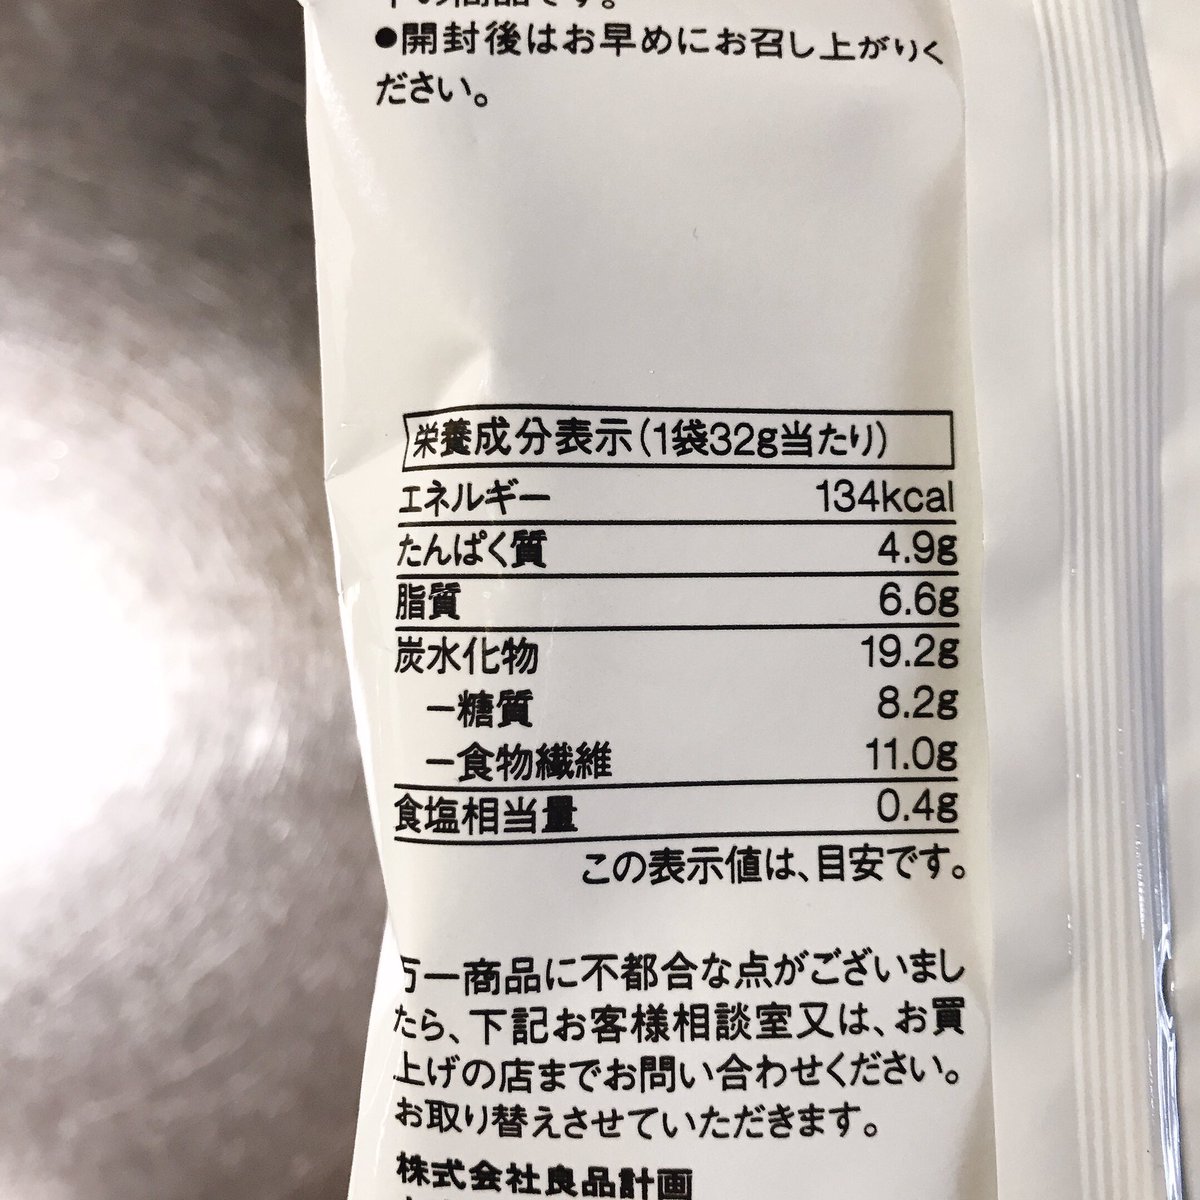 の商品です。
●開封後はお早めにお召し上がりく
ださい。
栄養成分表示(1袋32g当たり)
エネルギー 134kcal
たんぱく質 4.9g
脂質 6.6g
炭水化物 19.2g
－糖質 8.2g
－食物繊維 11.0g
食塩相当量 0.4g
この表示値は、目安です。
万一商品に不都合な点がございまし
たら、下記お客様相談室又は、お買
上げの店までお問い合わせください。
お取り替えさせていただきます。
株式会社良品計画